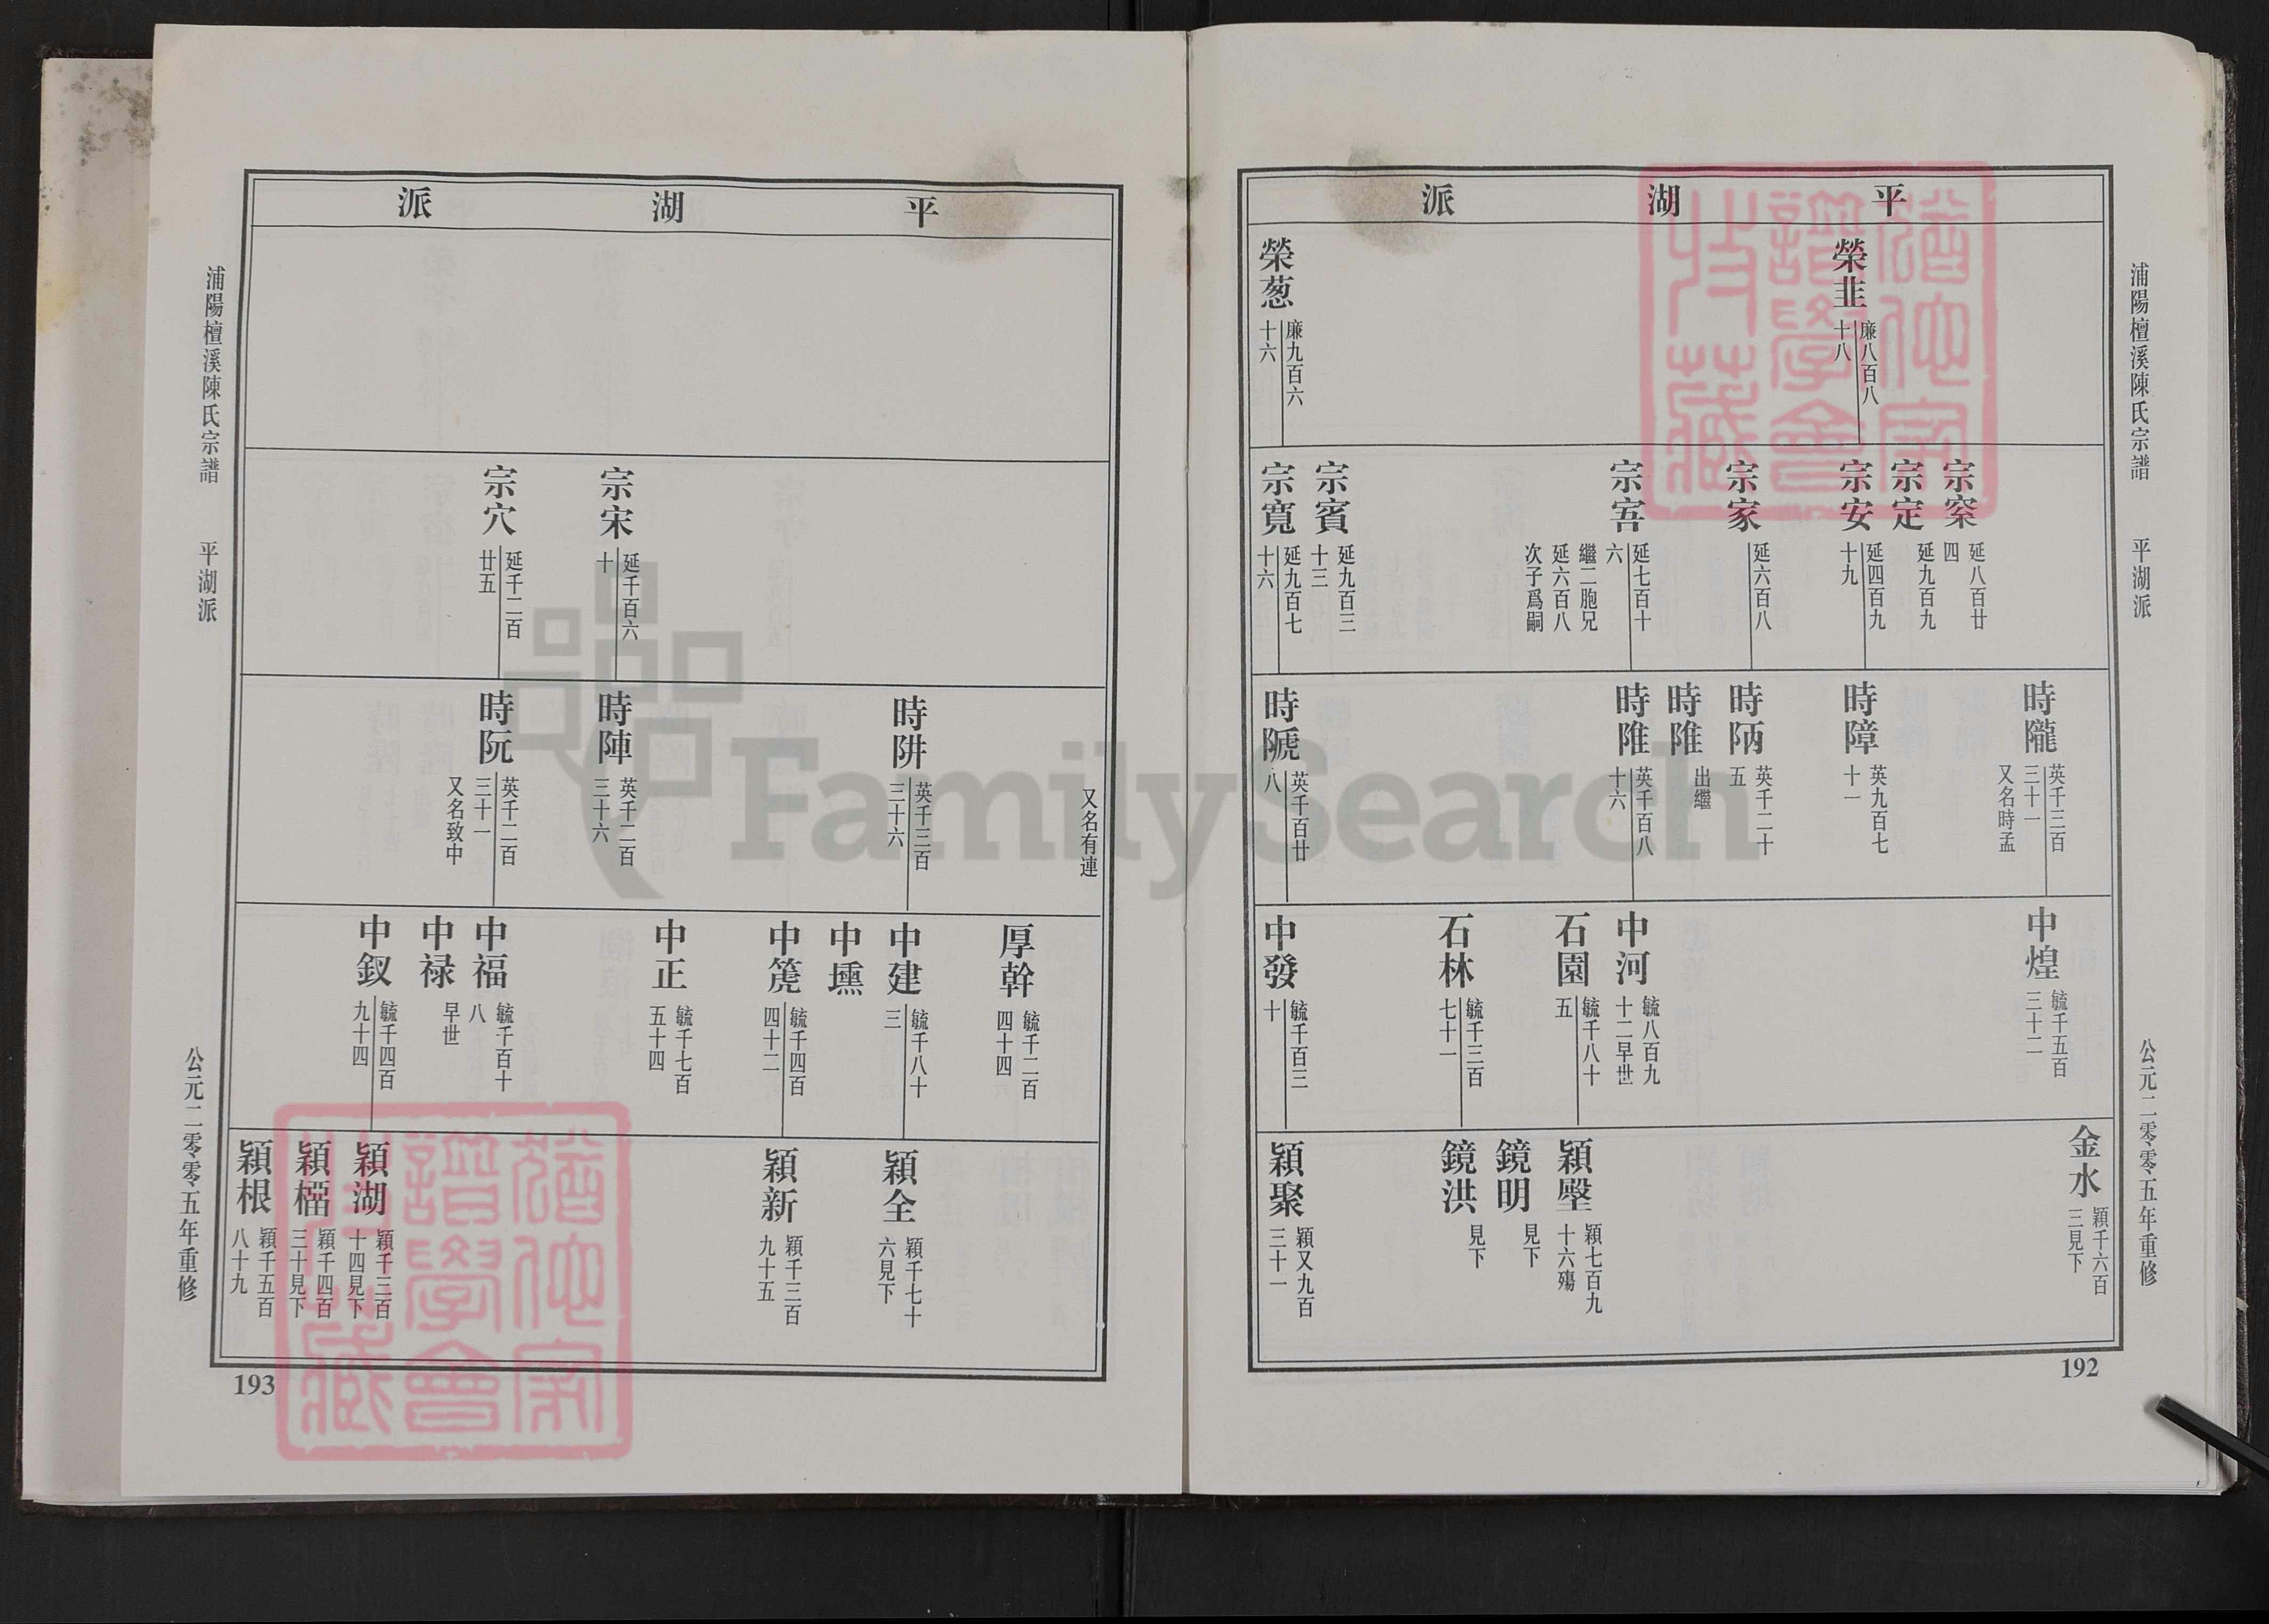 浦陽檀溪陳氏宗譜 平湖派 公元二零零五年重修
平湖派
榮韭 廉八百八十八
榮葱 廉九百六十六
宗寀 延八百廿四
宗定 延九百九
宗安 延四百九十九
宗家 延六百八
宗害 延七百十六
繼二胞兄
延六百八
次子爲嗣
宗賓 延九百三十三
宗寬 延九百七十六
時隴 英千三百三十一
又名時孟
時障 英九百七十一
時陃 英千二十五
時陮 出繼
時陮 英千百八十六
時陽 英千百廿八
中煌 毓千五百三十二
中河 毓八百九十二早世
石園 毓千八十五
石林 毓千三百七十一
中發 毓千百三十
金水 穎千六百三見下
穎壂 穎七百九十六殤
鏡明 見下
鏡洪 見下
穎聚 穎又九百三十一
192
平湖派
宗宋 延千百六十
宗穴 延千二百廿五
又名有連
時阱 英千三百三十六
時陣 英千二百三十六
時阮 英千二百三十一
又名致中
厚幹 毓千二百四十四
中建 毓千八十三
中壎
中箎 毓千四百四十二
中正 毓千七百五十四
中福 毓千百十八
中禄 早世
中釵 毓千四百九十四
穎全 穎千七十六見下
穎新 穎千三百九十五
穎湖 穎千三百十四見下
穎楅 穎千四百三十見下
穎根 穎千五百八十九
浦陽檀溪陳氏宗譜 平湖派 公元二零零五年重修
193
FamilySearch